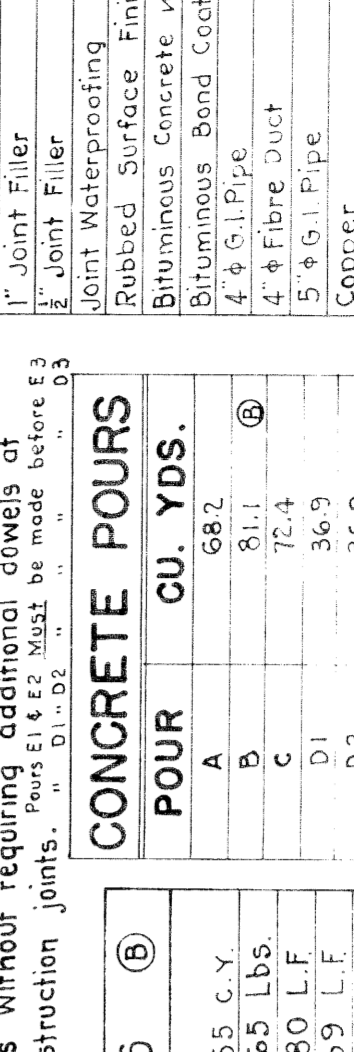 s without requiring additional dowels at
struction joints. Pours E1 & E2 Must be made before E3
" D1 " D2 " " " " D3
CONCRETE POURS
POUR CU. YDS.
A 68.2
B 81.1 Ⓑ
C 72.4
D1 36.9
D2
Ⓑ
55 C.Y.
65 Lbs.
80 L.F.
69 L.F.
1" Joint Filler
½" Joint Filler
Joint Waterproofing
Rubbed Surface Fini
Bituminous Concrete
Bituminous Bond Coat
4"φ G.I. Pipe
4"φ Fibre Duct
5"φ G.I. Pipe
Copper